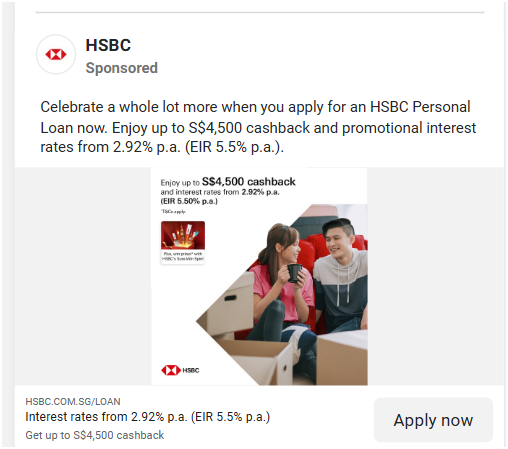 HSBC
Sponsored
Celebrate a whole lot more when you apply for an HSBC Personal
Loan now. Enjoy up to S$4,500 cashback and promotional interest
rates from 2.92% p.a. (EIR 5.5% p.a.).
Enjoy up to S$4,500 cashback
and interest rates from 2.92% p.a.
(EIR 5.50% p.a.)
*T&Cs apply
Plus, win prizes* with
HSBC's Sure-Win Spin!
HSBC
HSBC.COM.SG/LOAN
Interest rates from 2.92% p.a. (EIR 5.5% p.a.)
Get up to S$4,500 cashback
Apply now